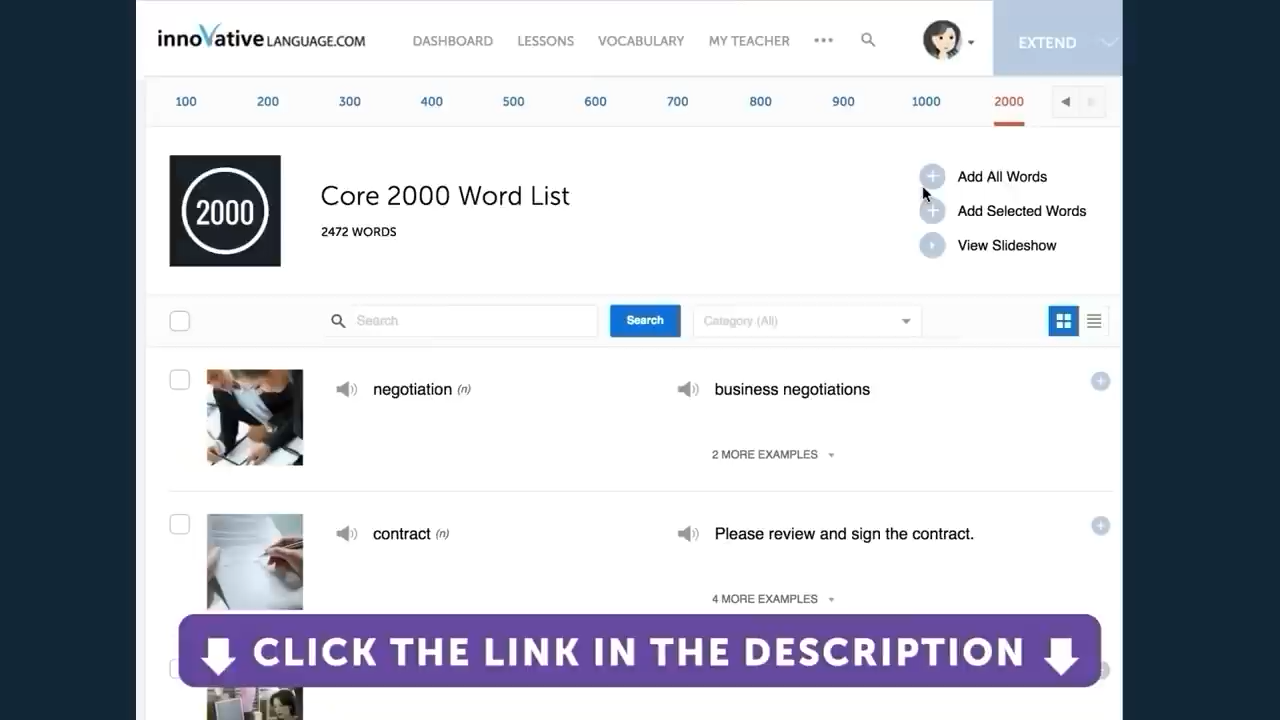 innoVative LANGUAGE.COM DASHBOARD LESSONS VOCABULARY MY TEACHER ••• EXTEND
100 200 300 400 500 600 700 800 900 1000 2000
2000
Core 2000 Word List
2472 WORDS
Add All Words
Add Selected Words
View Slideshow
Search Search Category (All)
negotiation (n) business negotiations
2 MORE EXAMPLES
contract (n) Please review and sign the contract.
4 MORE EXAMPLES
CLICK THE LINK IN THE DESCRIPTION